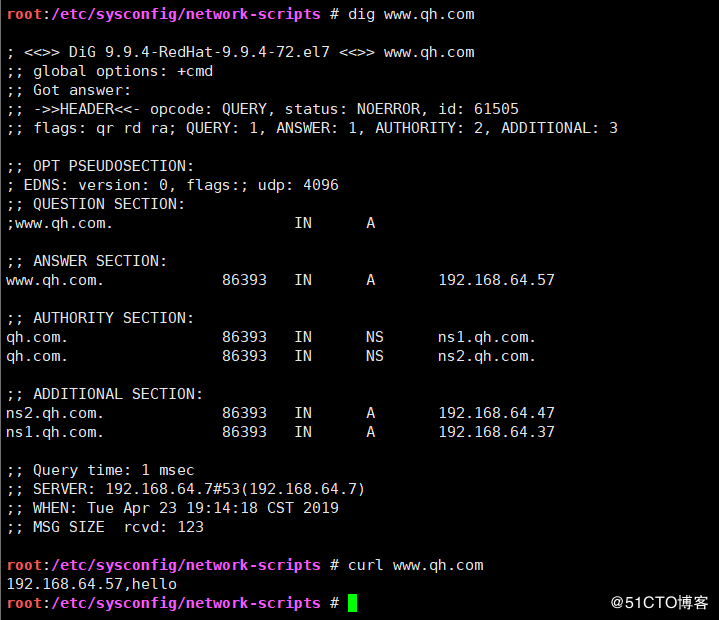 root:/etc/sysconfig/network-scripts # dig www.qh.com
; <<>> DiG 9.9.4-RedHat-9.9.4-72.el7 <<>> www.qh.com
;; global options: +cmd
;; Got answer:
;; ->>HEADER<<- opcode: QUERY, status: NOERROR, id: 61505
;; flags: qr rd ra; QUERY: 1, ANSWER: 1, AUTHORITY: 2, ADDITIONAL: 3
;; OPT PSEUDOSECTION:
; EDNS: version: 0, flags:; udp: 4096
;; QUESTION SECTION:
;www.qh.com. IN A
;; ANSWER SECTION:
www.qh.com. 86393 IN A 192.168.64.57
;; AUTHORITY SECTION:
qh.com. 86393 IN NS ns1.qh.com.
qh.com. 86393 IN NS ns2.qh.com.
;; ADDITIONAL SECTION:
ns2.qh.com. 86393 IN A 192.168.64.47
ns1.qh.com. 86393 IN A 192.168.64.37
;; Query time: 1 msec
;; SERVER: 192.168.64.7#53(192.168.64.7)
;; WHEN: Tue Apr 23 19:14:18 CST 2019
;; MSG SIZE rcvd: 123
root:/etc/sysconfig/network-scripts # curl www.qh.com
192.168.64.57,hello
root:/etc/sysconfig/network-scripts #
@51CTO博客